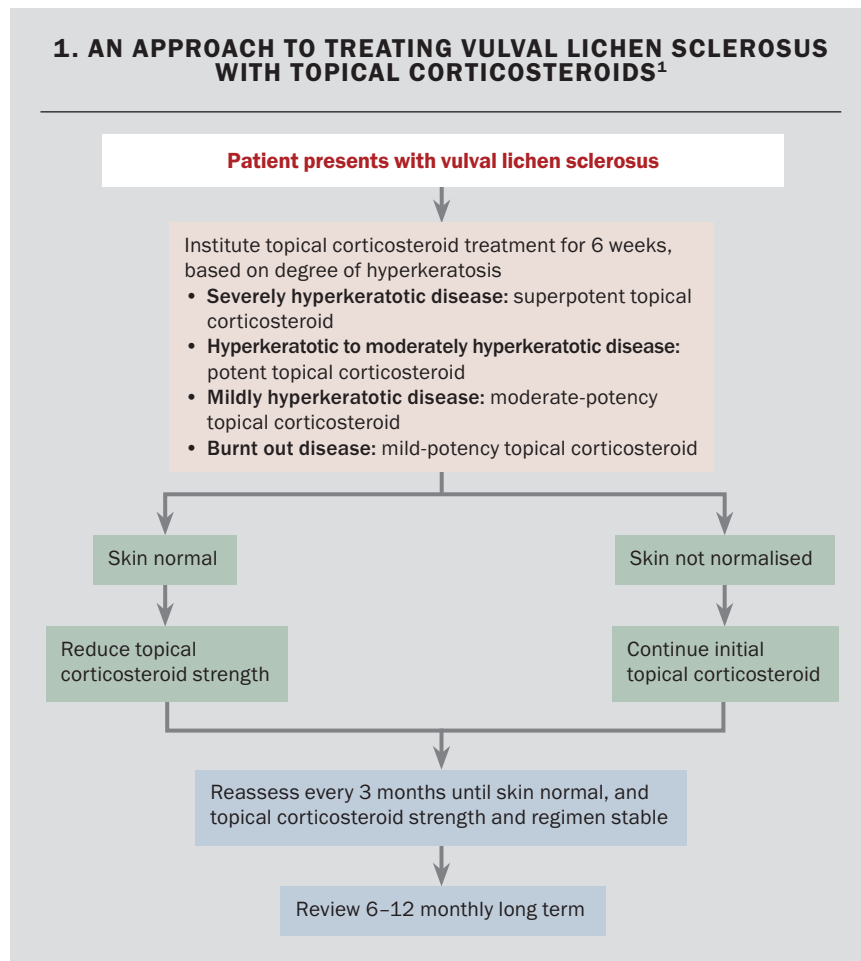 1. AN APPROACH TO TREATING VULVAL LICHEN SCLEROSUS
WITH TOPICAL CORTICOSTEROIDS¹
Patient presents with vulval lichen sclerosus
Institute topical corticosteroid treatment for 6 weeks,
based on degree of hyperkeratosis
• Severely hyperkeratotic disease: superpotent topical
corticosteroid
• Hyperkeratotic to moderately hyperkeratotic disease:
potent topical corticosteroid
• Mildly hyperkeratotic disease: moderate-potency
topical corticosteroid
• Burnt out disease: mild-potency topical corticosteroid
Skin normal
Skin not normalised
Reduce topical
corticosteroid strength
Continue initial
topical corticosteroid
Reassess every 3 months until skin normal, and
topical corticosteroid strength and regimen stable
Review 6–12 monthly long term